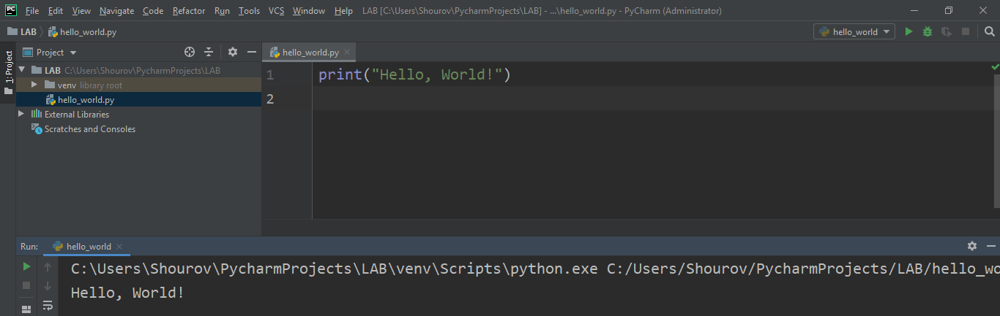 PC File Edit View Navigate Code Refactor Run Tools VCS Window Help LAB [C:\Users\Shourov\PycharmProjects\LAB] - ...\hello_world.py - PyCharm (Administrator)
LAB hello_world.py hello_world
1: Project
Project
hello_world.py
LAB C:\Users\Shourov\PycharmProjects\LAB
venv library root
hello_world.py
External Libraries
Scratches and Consoles
1 print("Hello, World!")
2
Run: hello_world
C:\Users\Shourov\PycharmProjects\LAB\venv\Scripts\python.exe C:/Users/Shourov/PycharmProjects/LAB/hello_wo
Hello, World!